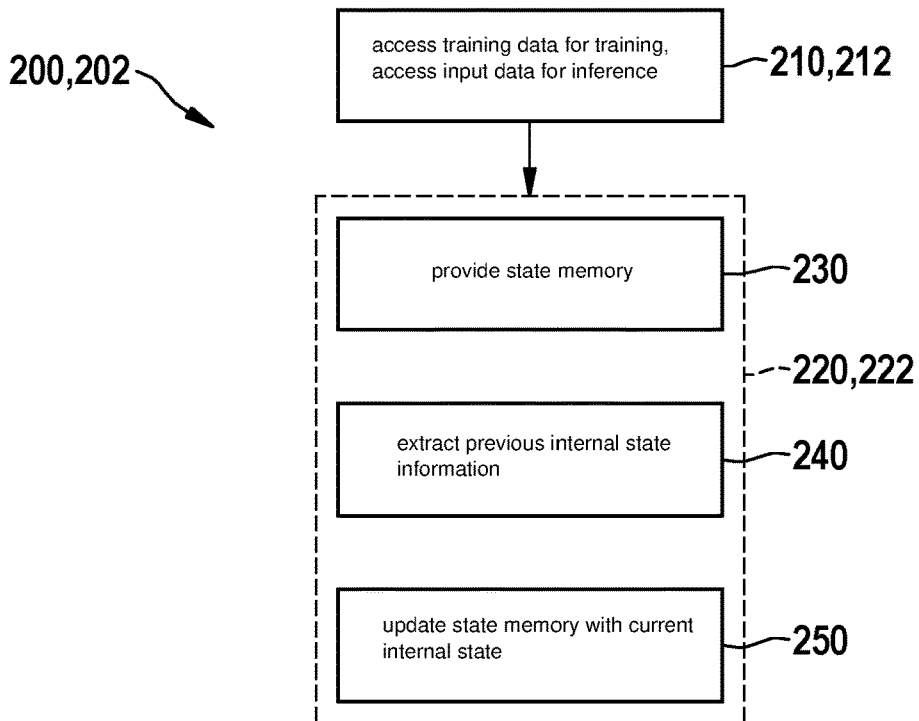 access training data for training,
access input data for inference
200,202
210,212
provide state memory
230
220,222
extract previous internal state
information
240
update state memory with current
internal state
250